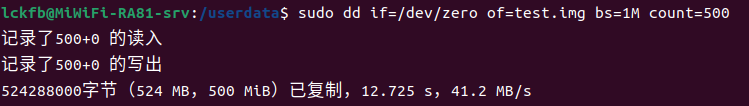 lckfb@MiWiFi-RA81-srv:/userdata$ sudo dd if=/dev/zero of=test.img bs=1M count=500
记录了500+0 的读入
记录了500+0 的写出
524288000字节（524 MB，500 MiB）已复制，12.725 s，41.2 MB/s